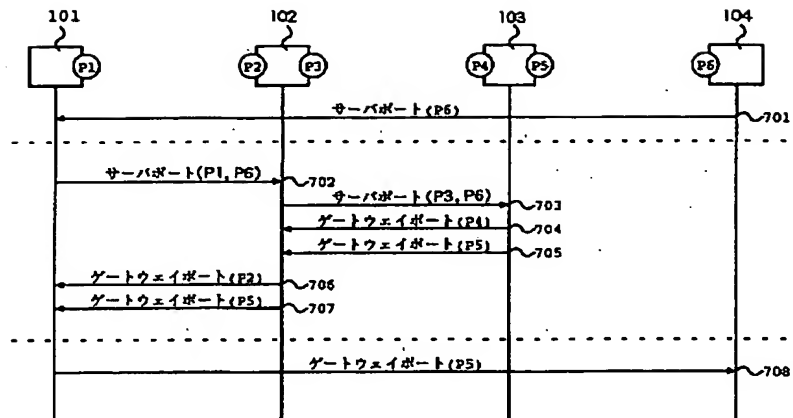 101 102 103 104
P1 P2 P3 P4 P5 P6
サーバポート(P6) 701
サーバポート(P1, P6) 702
サーバポート(P3, P6) 703
ゲートウェイポート(P4) 704
ゲートウェイポート(P5) 705
ゲートウェイポート(P2) 706
ゲートウェイポート(P5) 707
ゲートウェイポート(P5) 708